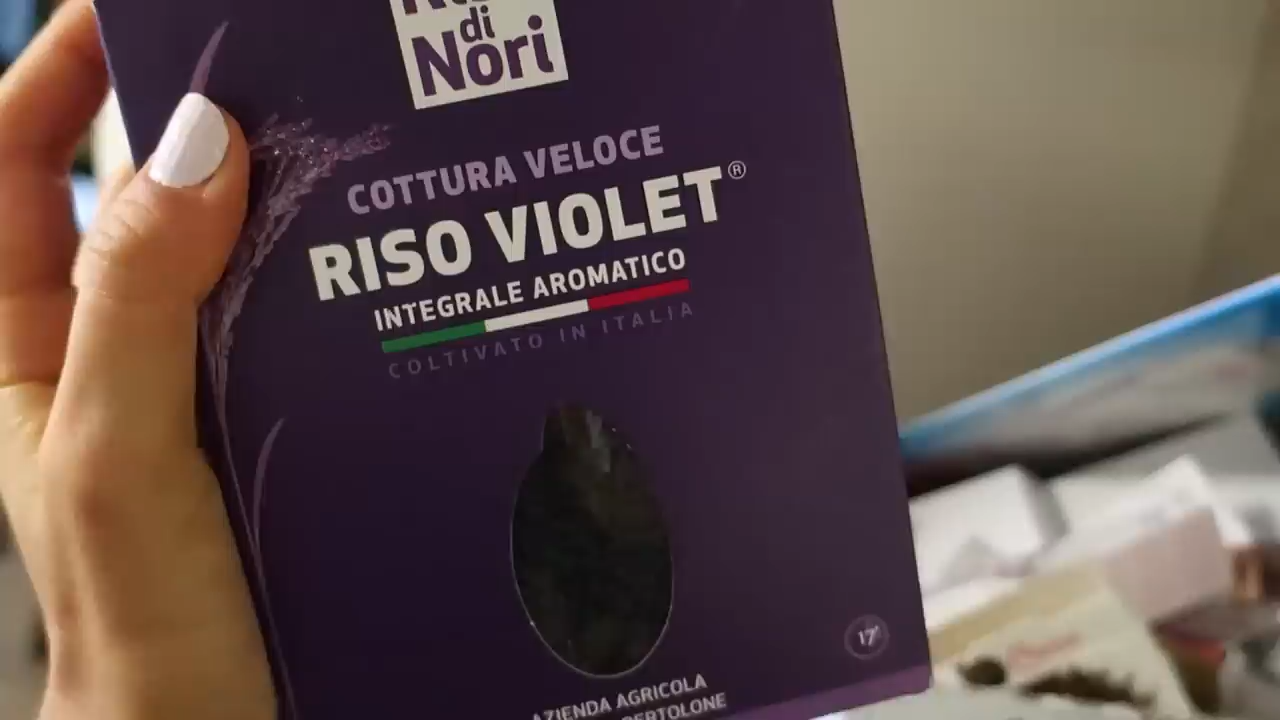 di
Nori
COTTURA VELOCE
RISO VIOLET®
INTEGRALE AROMATICO
COLTIVATO IN ITALIA
17'
AZIENDA AGRICOLA